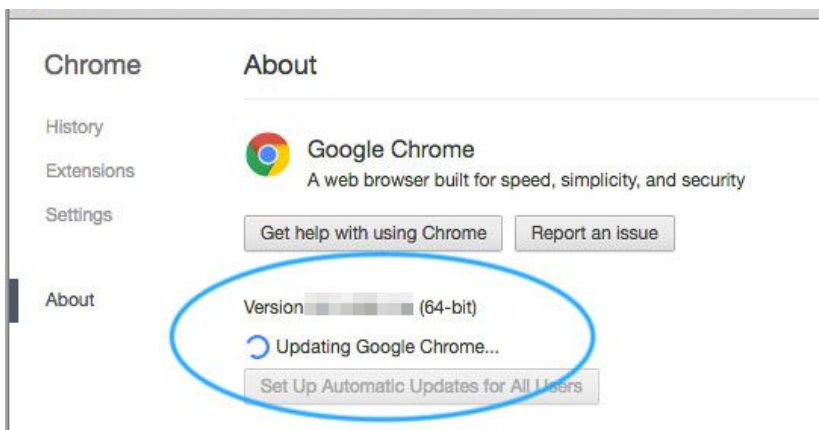 Chrome
About
History
Extensions
Settings
About
Google Chrome
A web browser built for speed, simplicity, and security
Get help with using Chrome
Report an issue
Version (64-bit)
Updating Google Chrome...
Set Up Automatic Updates for All Users